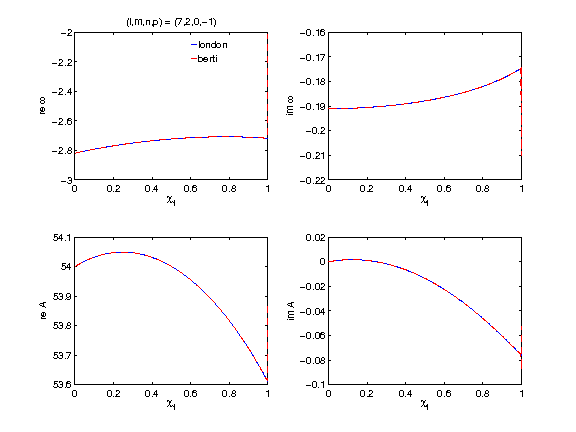 (l,m,n,p) = (7,2,0,−1)
−2
−2.2
−2.4
−2.6
−2.8
−3
re ω
london
berti
0 0.2 0.4 0.6 0.8 1
χf
−0.16
−0.17
−0.18
−0.19
−0.2
−0.21
−0.22
im ω
0 0.2 0.4 0.6 0.8 1
χf
54.1
54
53.9
53.8
53.7
53.6
re A
0 0.2 0.4 0.6 0.8 1
χf
0.02
0
−0.02
−0.04
−0.06
−0.08
−0.1
im A
0 0.2 0.4 0.6 0.8 1
χf